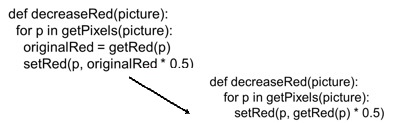 def decreaseRed(picture):
for p in getPixels(picture):
originalRed = getRed(p)
setRed(p, originalRed * 0.5)
def decreaseRed(picture):
for p in getPixels(picture):
setRed(p, getRed(p) * 0.5)